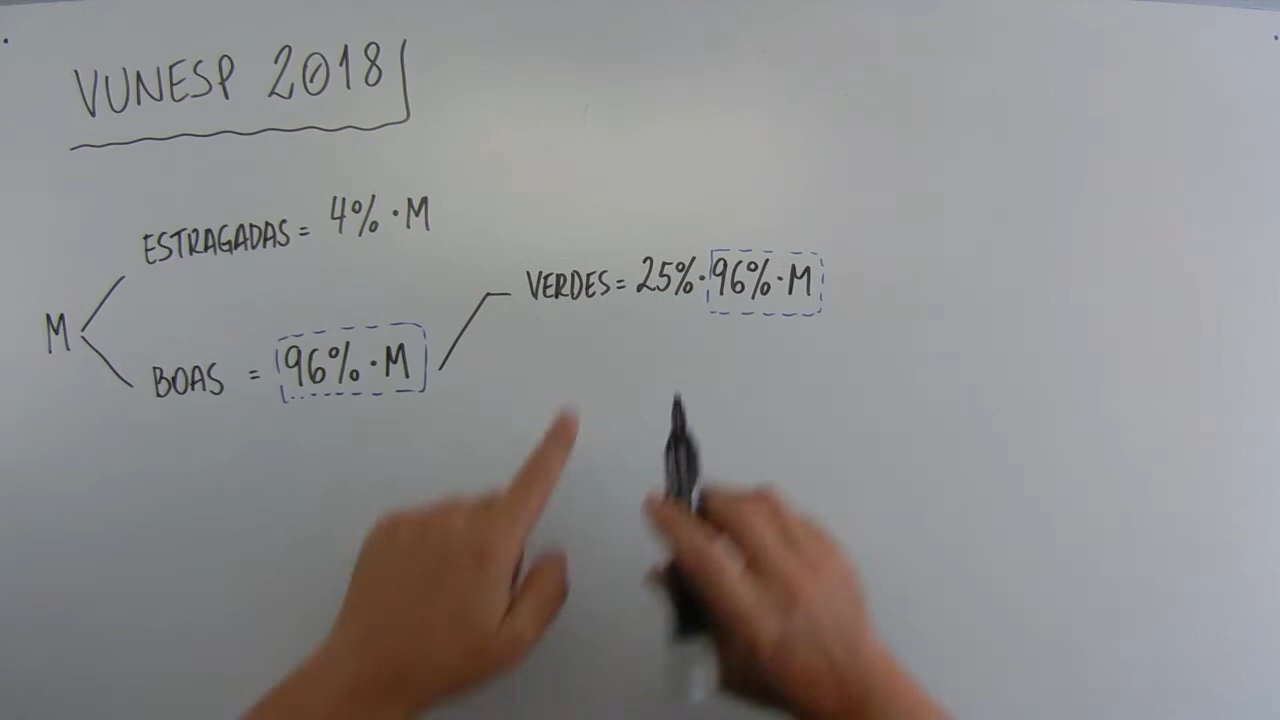 VUNESP 2018
ESTRAGADAS = 4% · M
VERDES = 25% · 96% · M
M
BOAS = 96% · M